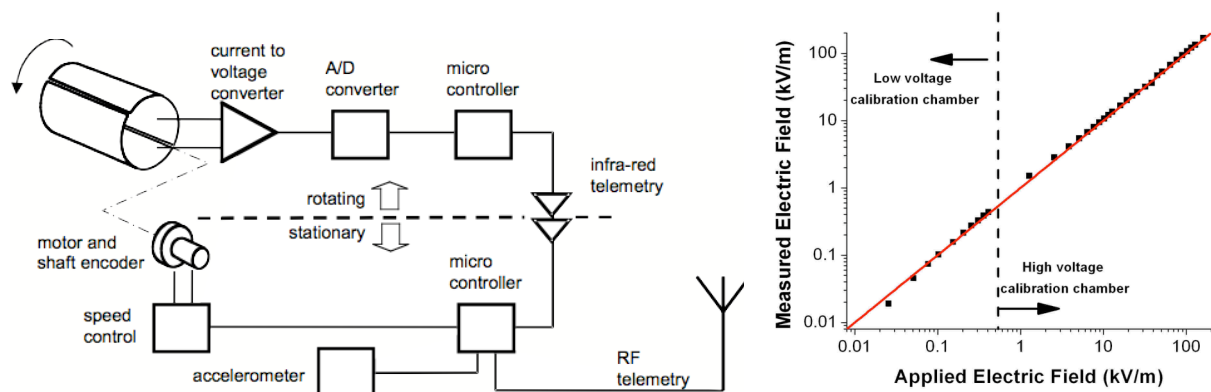 current to
voltage
converter
A/D
converter
micro
controller
infra-red
telemetry
rotating
stationary
motor and
shaft encoder
micro
controller
speed
control
accelerometer
RF
telemetry
Measured Electric Field (kV/m)
100
10
1
0.1
0.01
Low voltage
calibration chamber
High voltage
calibration chamber
0.01 0.1 1 10 100
Applied Electric Field (kV/m)